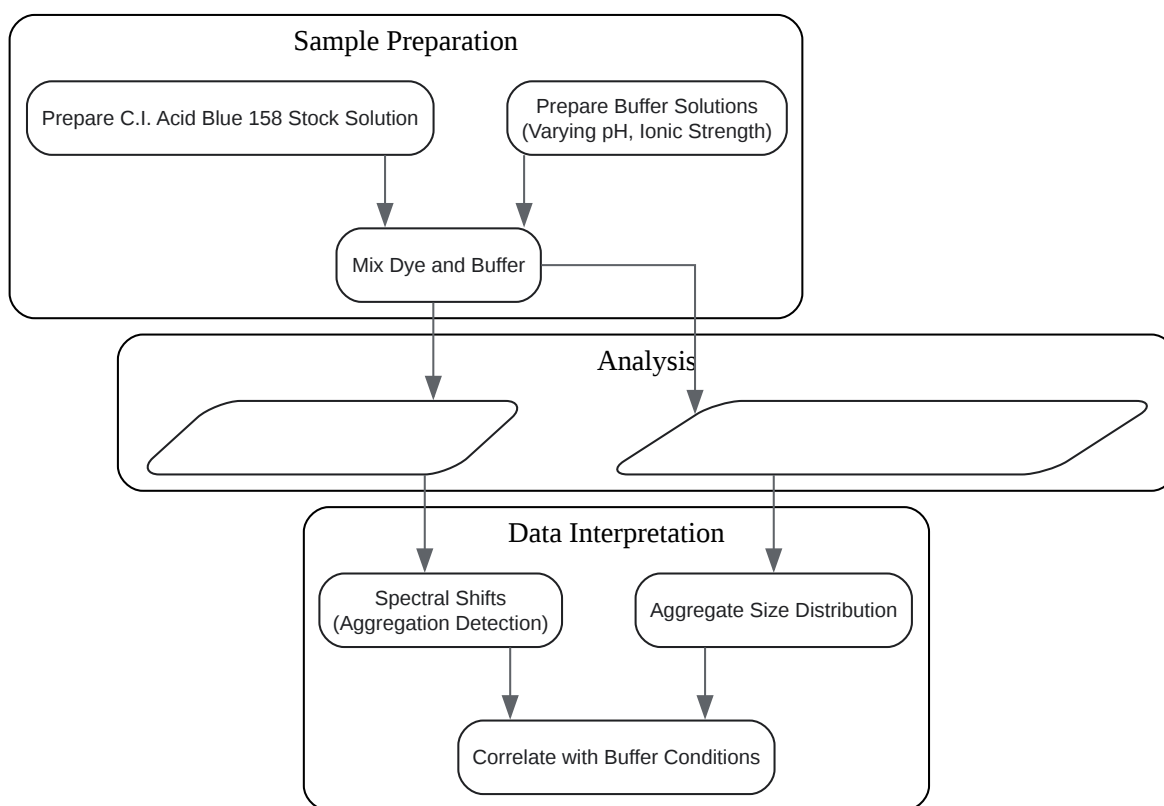 Sample Preparation
Prepare C.I. Acid Blue 158 Stock Solution
Prepare Buffer Solutions
(Varying pH, Ionic Strength)
Mix Dye and Buffer
Analysis
Data Interpretation
Spectral Shifts
(Aggregation Detection)
Aggregate Size Distribution
Correlate with Buffer Conditions